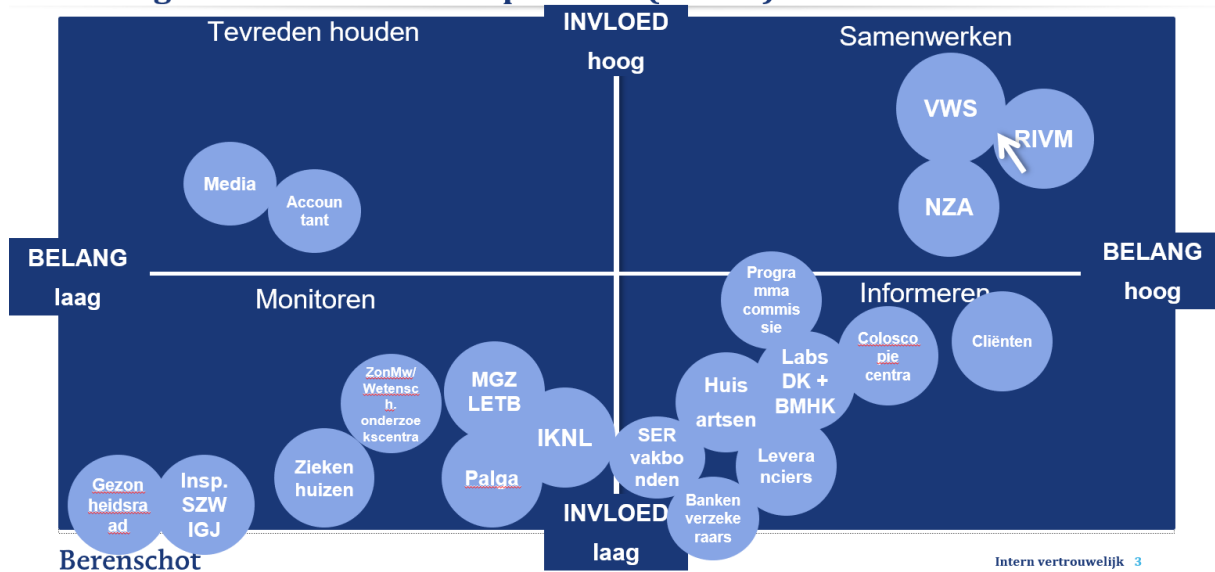 Tevreden houden
INVLOED
hoog
Samenwerken
VWS
RIVM
Media
Accoun
tant
NZA
BELANG
laag
BELANG
hoog
Monitoren
Informeren
Progra
mma
commis
sie
Colosco
pie
centra
Cliënten
ZonMw/
Wetensc
h.
onderzoe
kscentra
MGZ
LETB
IKNL
Huis
artsen
Labs
DK +
BMHK
Gezon
heidsra
ad
Insp.
SZW
IGJ
Zieken
huizen
Palga
SER
vakbo
nden
Levera
nciers
Banken
verzeke
raars
INVLOED
laag
Berenschot
Intern vertrouwelijk 3